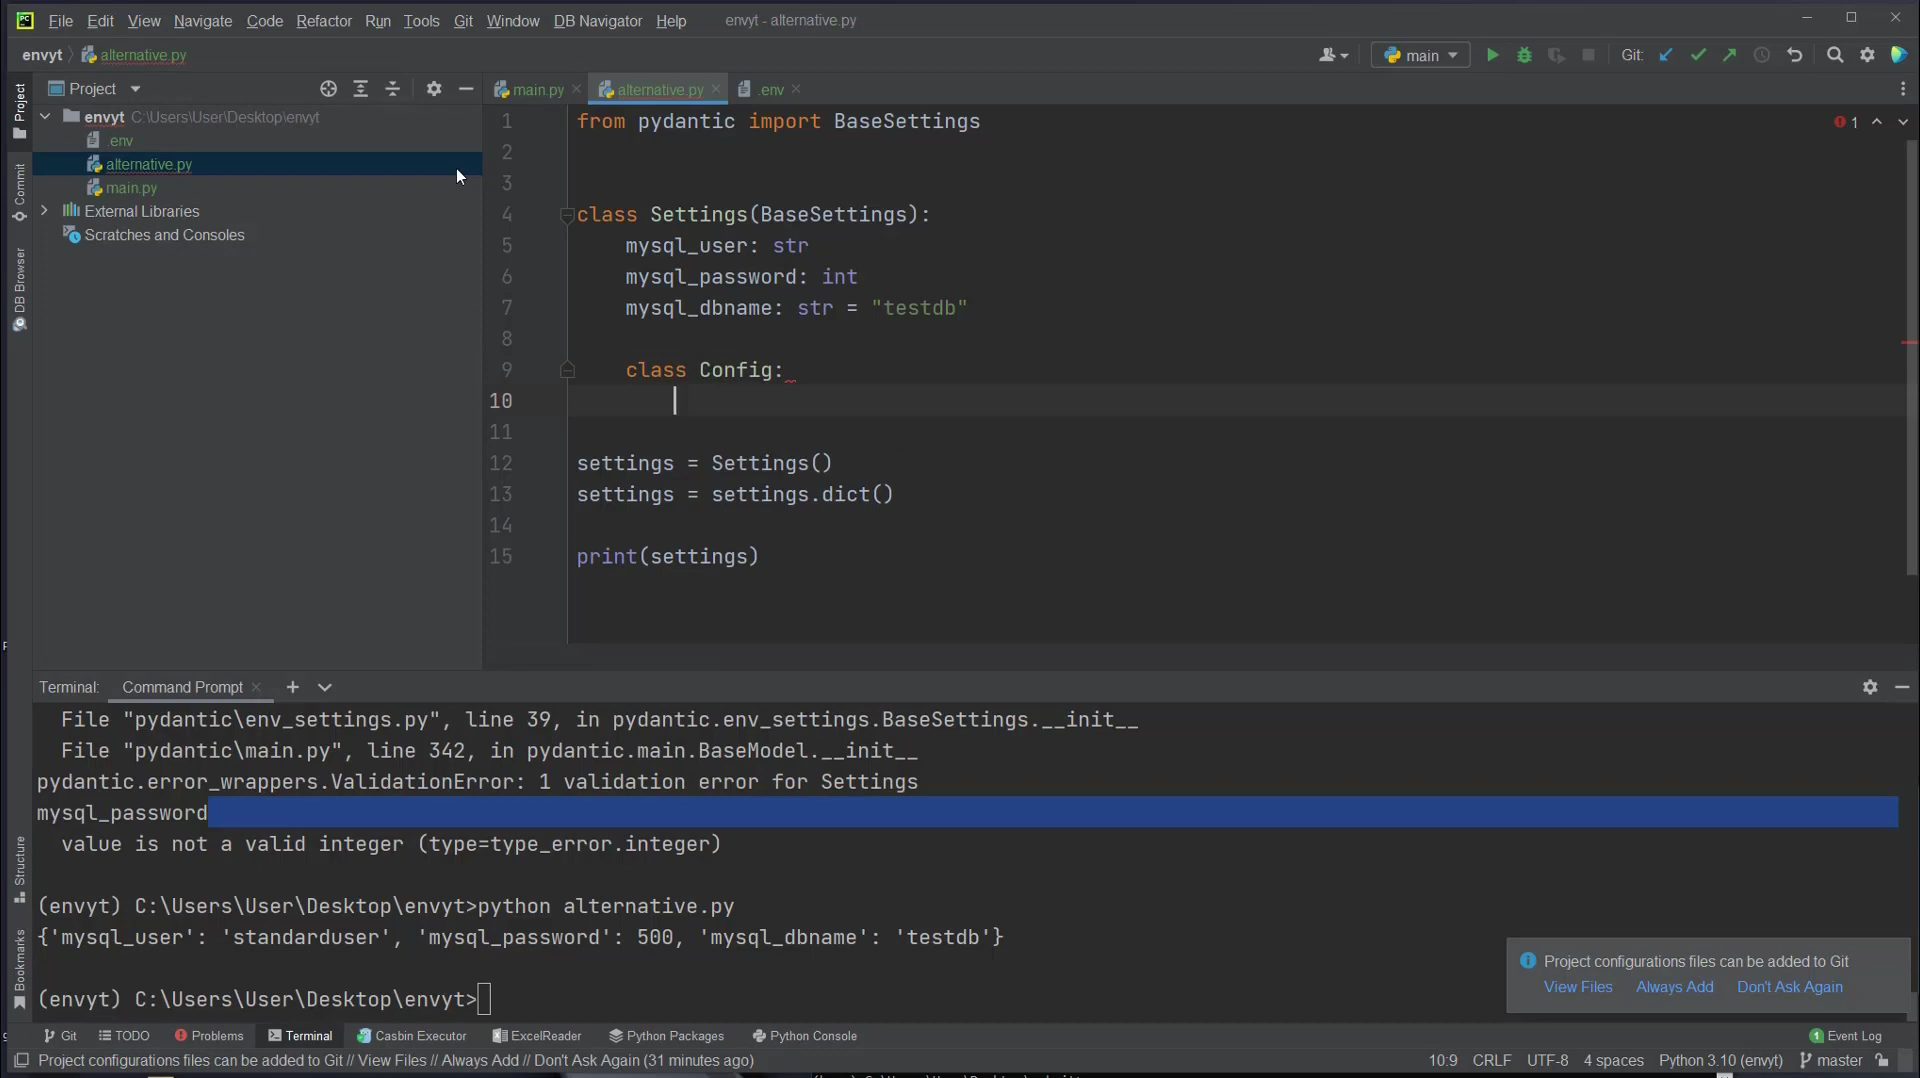 PC File Edit View Navigate Code Refactor Run Tools Git Window DB Navigator Help envyt - alternative.py
envyt alternative.py main Git:
Project
main.py alternative.py .env
envyt C:\Users\User\Desktop\envyt
.env
alternative.py
main.py
External Libraries
Scratches and Consoles
Project
Commit
DB Browser
Structure
Bookmarks
1 from pydantic import BaseSettings
1
2
3
4 class Settings(BaseSettings):
5 mysql_user: str
6 mysql_password: int
7 mysql_dbname: str = "testdb"
8
9 class Config:
10
11
12 settings = Settings()
13 settings = settings.dict()
14
15 print(settings)
Terminal: Command Prompt
File "pydantic\env_settings.py", line 39, in pydantic.env_settings.BaseSettings.__init__
File "pydantic\main.py", line 342, in pydantic.main.BaseModel.__init__
pydantic.error_wrappers.ValidationError: 1 validation error for Settings
mysql_password
value is not a valid integer (type=type_error.integer)
(envyt) C:\Users\User\Desktop\envyt>python alternative.py
{'mysql_user': 'standarduser', 'mysql_password': 500, 'mysql_dbname': 'testdb'}
(envyt) C:\Users\User\Desktop\envyt>
Project configurations files can be added to Git
View Files Always Add Don't Ask Again
Git TODO Problems Terminal Casbin Executor ExcelReader Python Packages Python Console 1 Event Log
Project configurations files can be added to Git // View Files // Always Add // Don't Ask Again (31 minutes ago) 10:9 CRLF UTF-8 4 spaces Python 3.10 (envyt) master